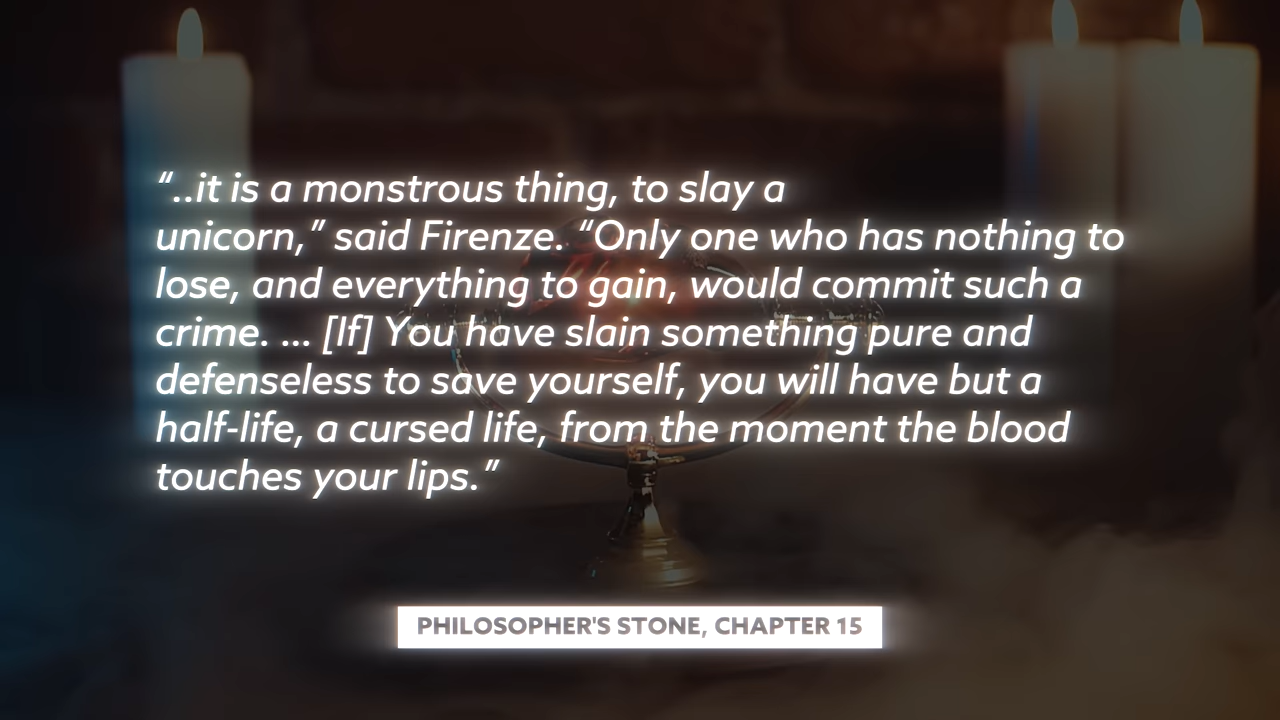 “..it is a monstrous thing, to slay a
unicorn,” said Firenze. “Only one who has nothing to
lose, and everything to gain, would commit such a
crime. ... [If] You have slain something pure and
defenseless to save yourself, you will have but a
half-life, a cursed life, from the moment the blood
touches your lips.”
PHILOSOPHER'S STONE, CHAPTER 15